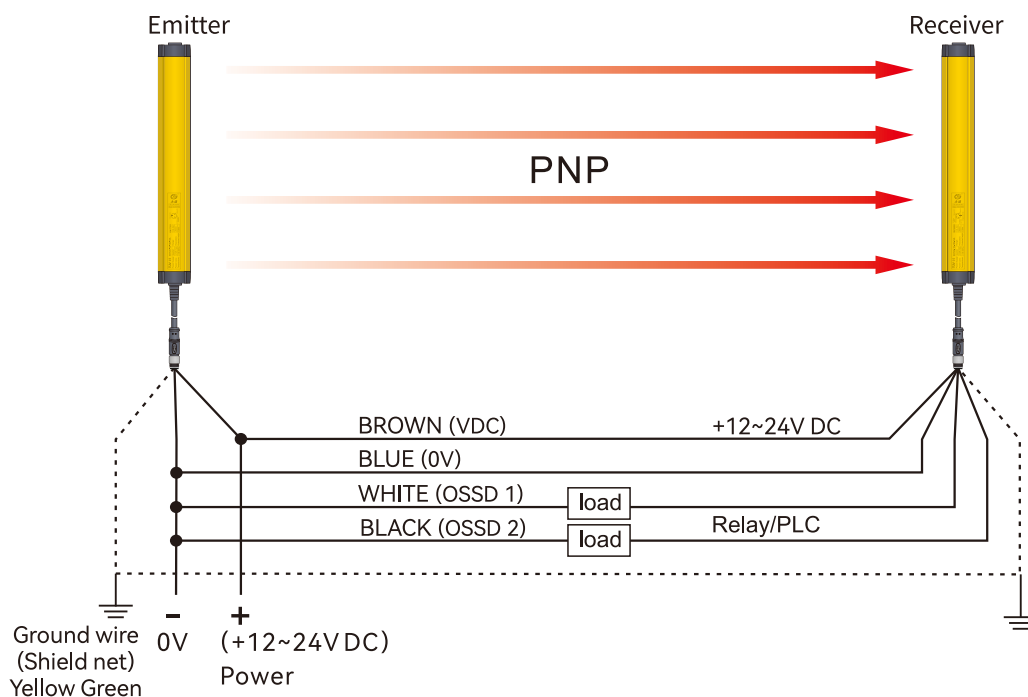 Emitter
Receiver
PNP
BROWN (VDC)
+12~24V DC
BLUE (0V)
WHITE (OSSD 1)
load
BLACK (OSSD 2)
load
Relay/PLC
-
+
Ground wire
(Shield net)
Yellow Green
0V
(+12~24V DC)
Power